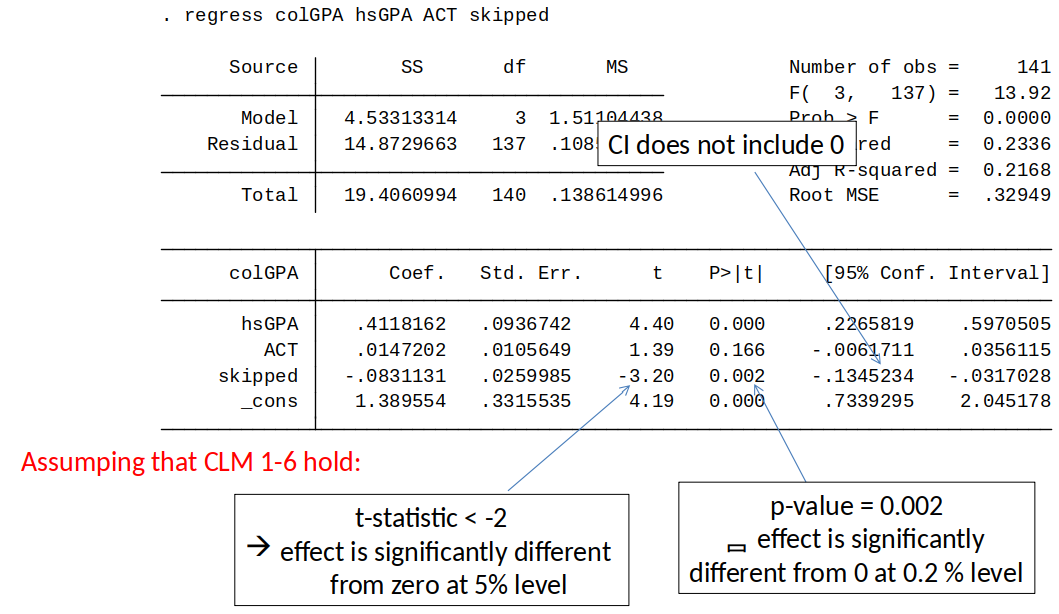 . regress colGPA hsGPA ACT skipped
Source SS df MS Number of obs = 141
F( 3, 137) = 13.92
Model 4.53313314 3 1.51104438 Prob > F = 0.0000
Residual 14.8729663 137 = 0.2336
CI does not include 0
Adj R-squared = 0.2168
Total 19.4060994 140 .138614996 Root MSE = .32949
colGPA Coef. Std. Err. t P>|t| [95% Conf. Interval]
hsGPA .4118162 .0936742 4.40 0.000 .2265819 .5970505
ACT .0147202 .0105649 1.39 0.166 -.0061711 .0356115
skipped -.0831131 .0259985 -3.20 0.002 -.1345234 -.0317028
_cons 1.389554 .3315535 4.19 0.000 .7339295 2.045178
Assumping that CLM 1-6 hold:
t-statistic < -2
→ effect is significantly different
from zero at 5% level
p-value = 0.002
effect is significantly
different from 0 at 0.2 % level